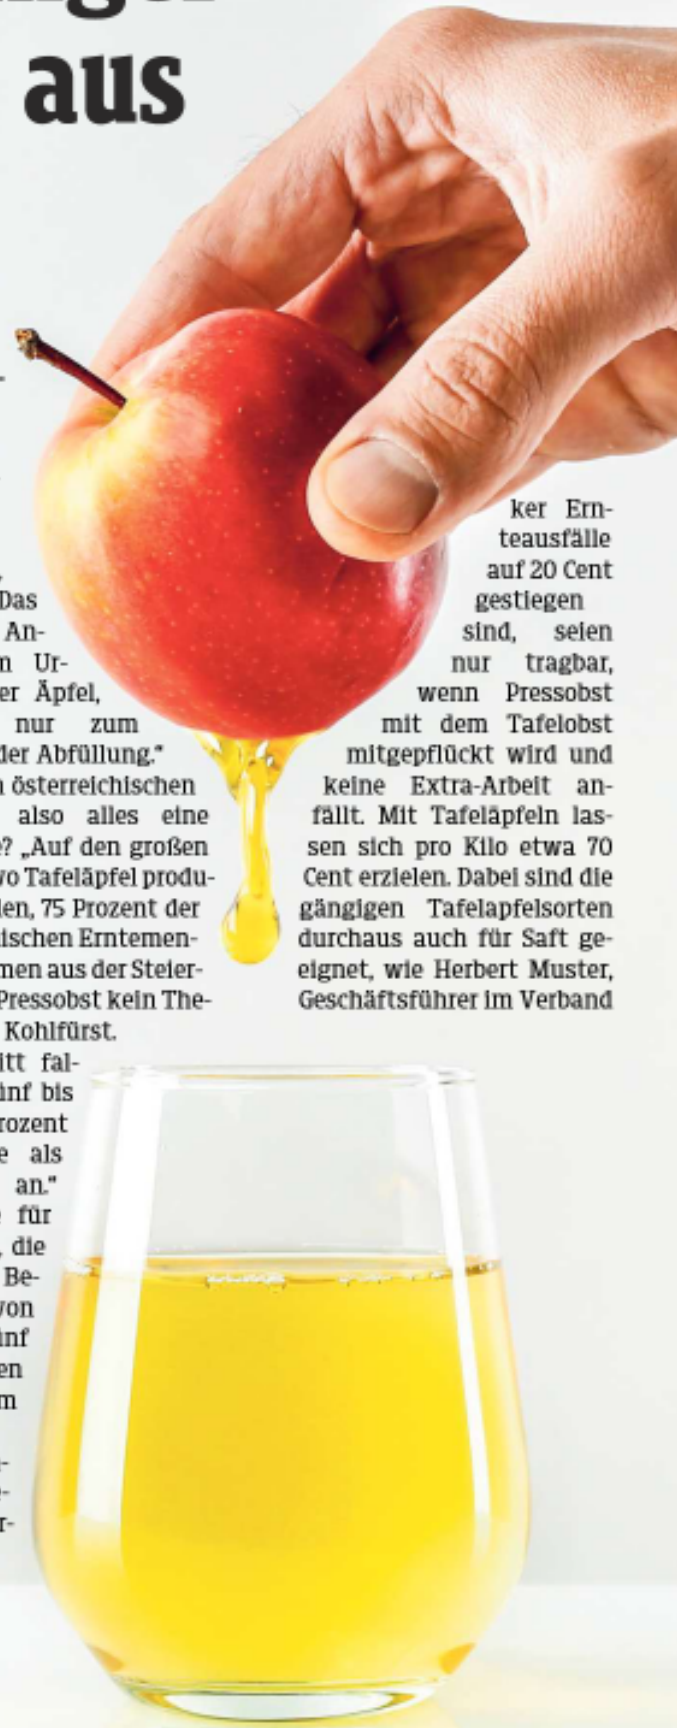 aus
Das
An-
n Ur-
er Äpfel,
nur zum
der Abfüllung.“
n österreichischen
also alles eine
e? „Auf den großen
wo Tafeläpfel produ-
len, 75 Prozent der
ischen Erntemen-
men aus der Steier-
Pressobst kein The-
Kohlfürst.
itt fal-
ünf bis
rozent
e als
an.“
für
, die
Be-
von
ünf
en
m
r-
ker Ern-
teausfälle
auf 20 Cent
gestiegen
sind, seien
nur tragbar,
wenn Pressobst
mit dem Tafelobst
mitgepflückt wird und
keine Extra-Arbeit an-
fällt. Mit Tafeläpfeln las-
sen sich pro Kilo etwa 70
Cent erzielen. Dabei sind die
gängigen Tafelapfelsorten
durchaus auch für Saft ge-
eignet, wie Herbert Muster,
Geschäftsführer im Verband